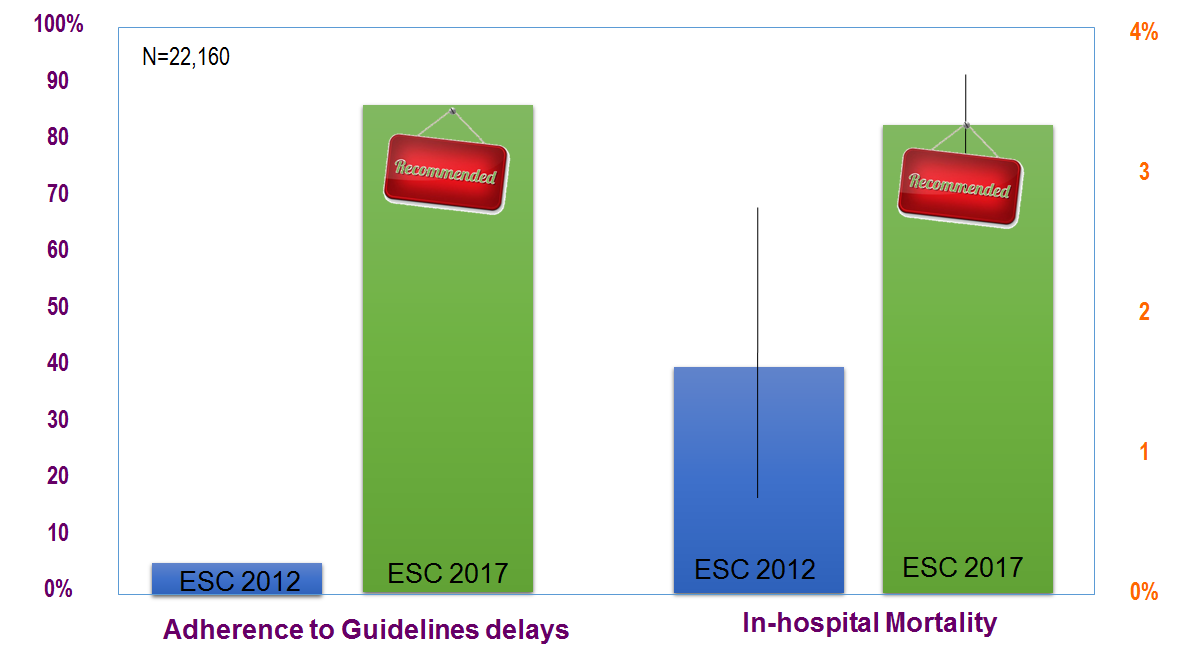 100%
90
80
70
60
50
40
30
20
10
0%
N=22,160
Recommended
Recommended
ESC 2012
ESC 2017
ESC 2012
ESC 2017
Adherence to Guidelines delays
In-hospital Mortality
4%
3
2
1
0%